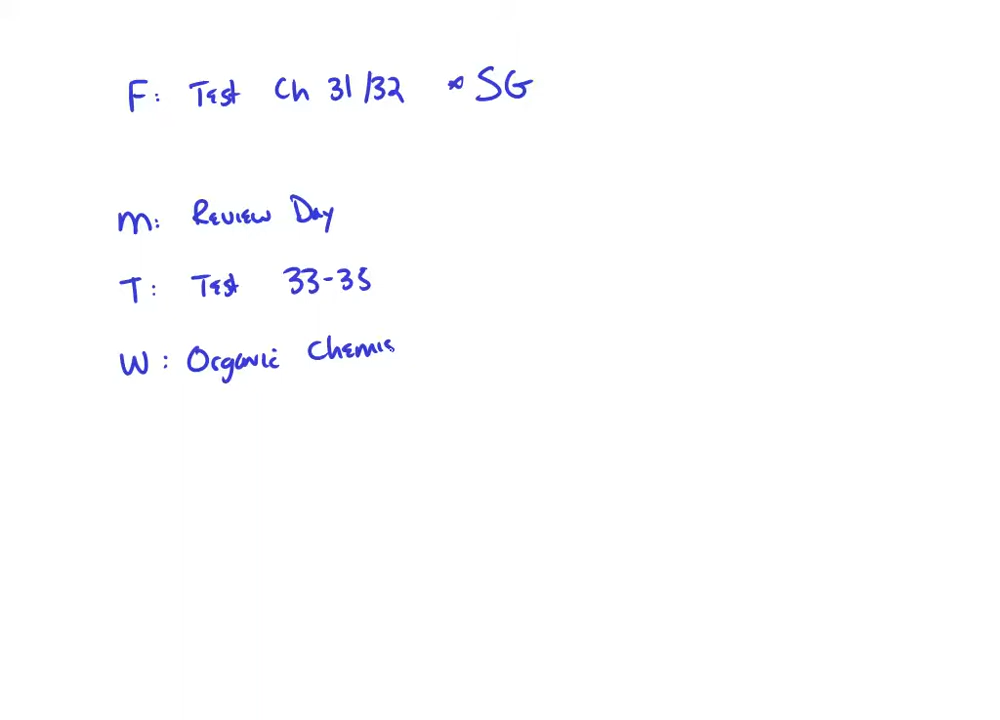 F: Test Ch 31/32 * SG
M: Review Day
T: Test 33-35
W: Organic Chemis